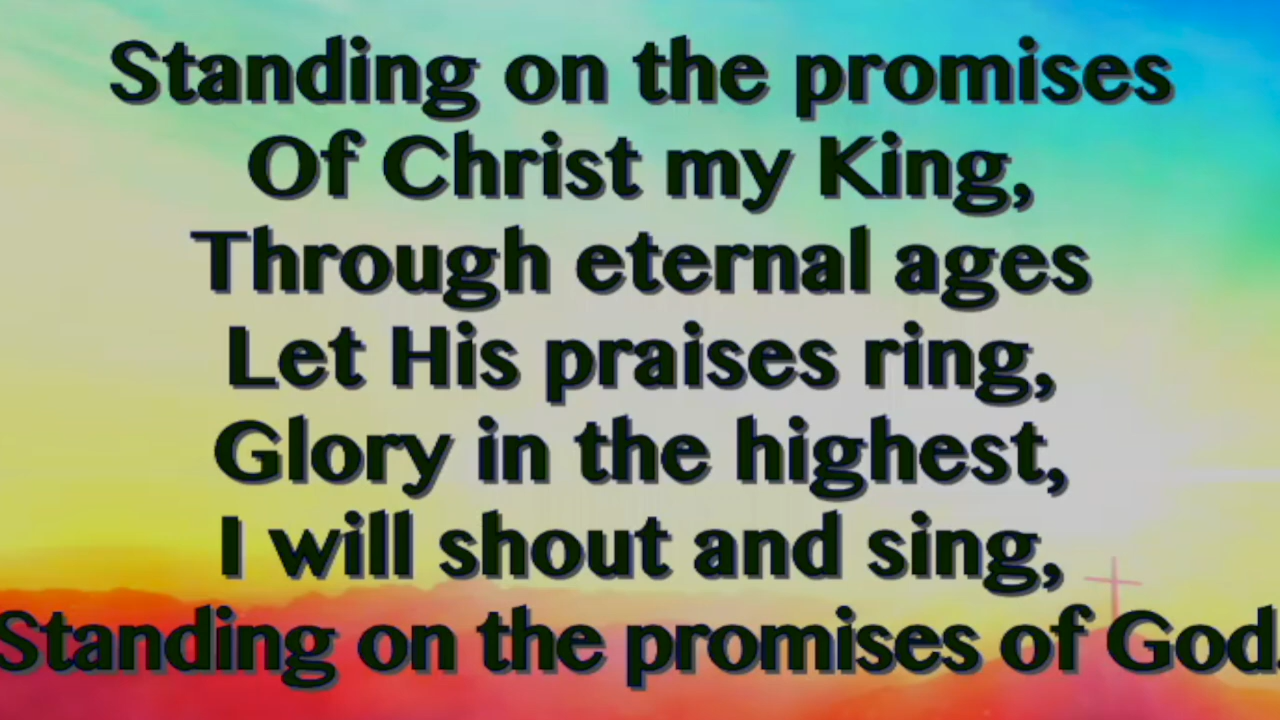 Standing on the promises
Of Christ my King,
Through eternal ages
Let His praises ring,
Glory in the highest,
I will shout and sing,
Standing on the promises of God.